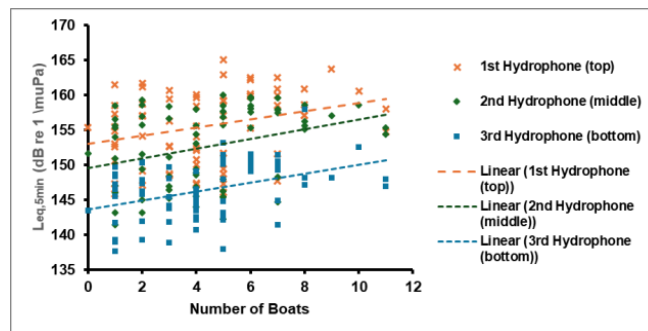 165
160
155
150
145
140
135
0
2
4
6
8
10
12
Leq,5min (dB re 1 \muPa)
Number of Boats
1st Hydrophone (top)
2nd Hydrophone (middle)
3rd Hydrophone (bottom)
Linear (1st Hydrophone
(top))
Linear (2nd Hydrophone
(middle))
Linear (3rd Hydrophone
(bottom))